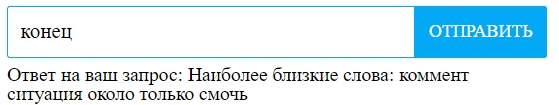 конец
ОТПРАВИТЬ
Ответ на ваш запрос: Наиболее близкие слова: коммент
ситуация около только смочь